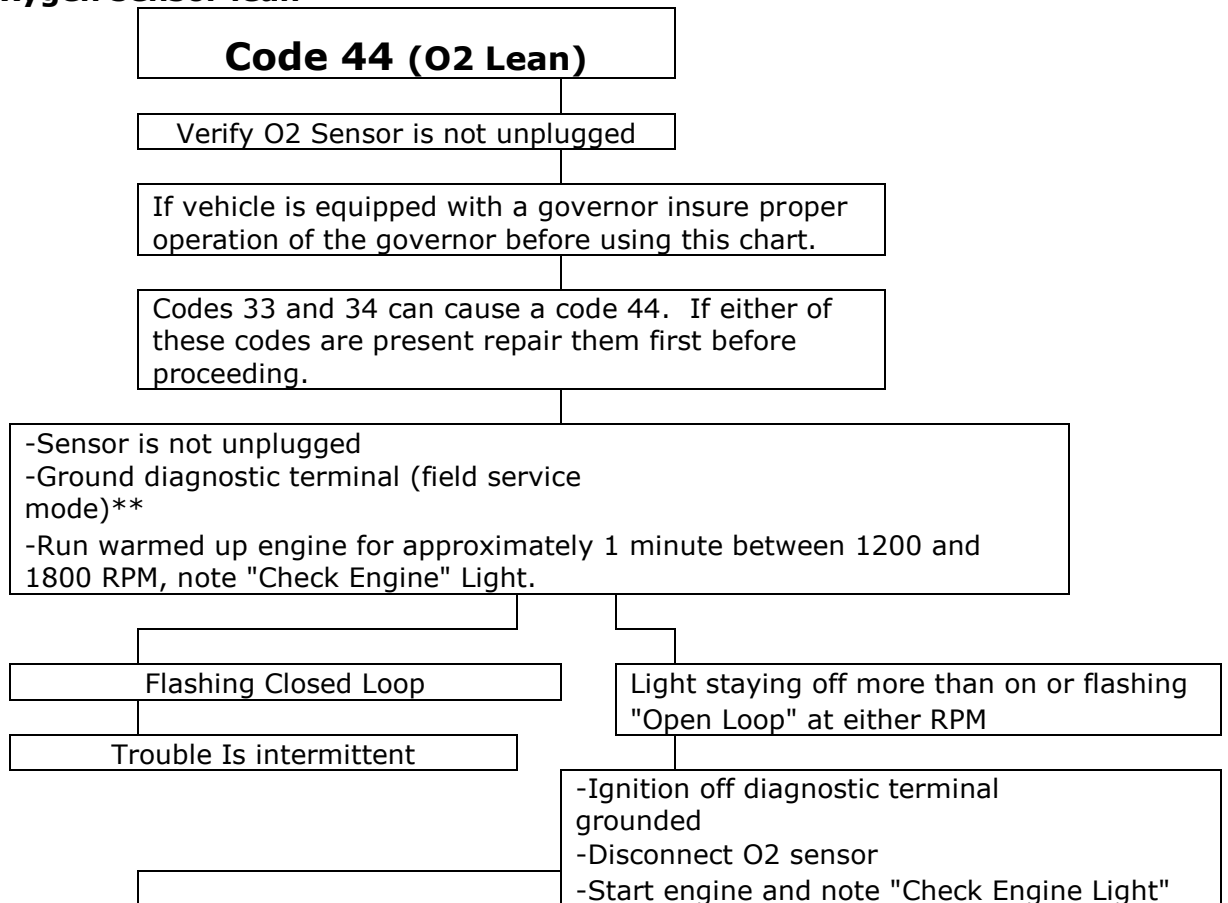 Code 44 (O2 Lean)
Verify O2 Sensor is not unplugged
If vehicle is equipped with a governor insure proper
operation of the governor before using this chart.
Codes 33 and 34 can cause a code 44.  If either of
these codes are present repair them first before
proceeding.
-Sensor is not unplugged
-Ground diagnostic terminal (field service
mode)**
-Run warmed up engine for approximately 1 minute between 1200 and
1800 RPM, note "Check Engine" Light.
Flashing Closed Loop
Light staying off more than on or flashing
"Open Loop" at either RPM
Trouble Is intermittent
-Ignition off diagnostic terminal
grounded
-Disconnect O2 sensor
-Start engine and note "Check Engine Light"